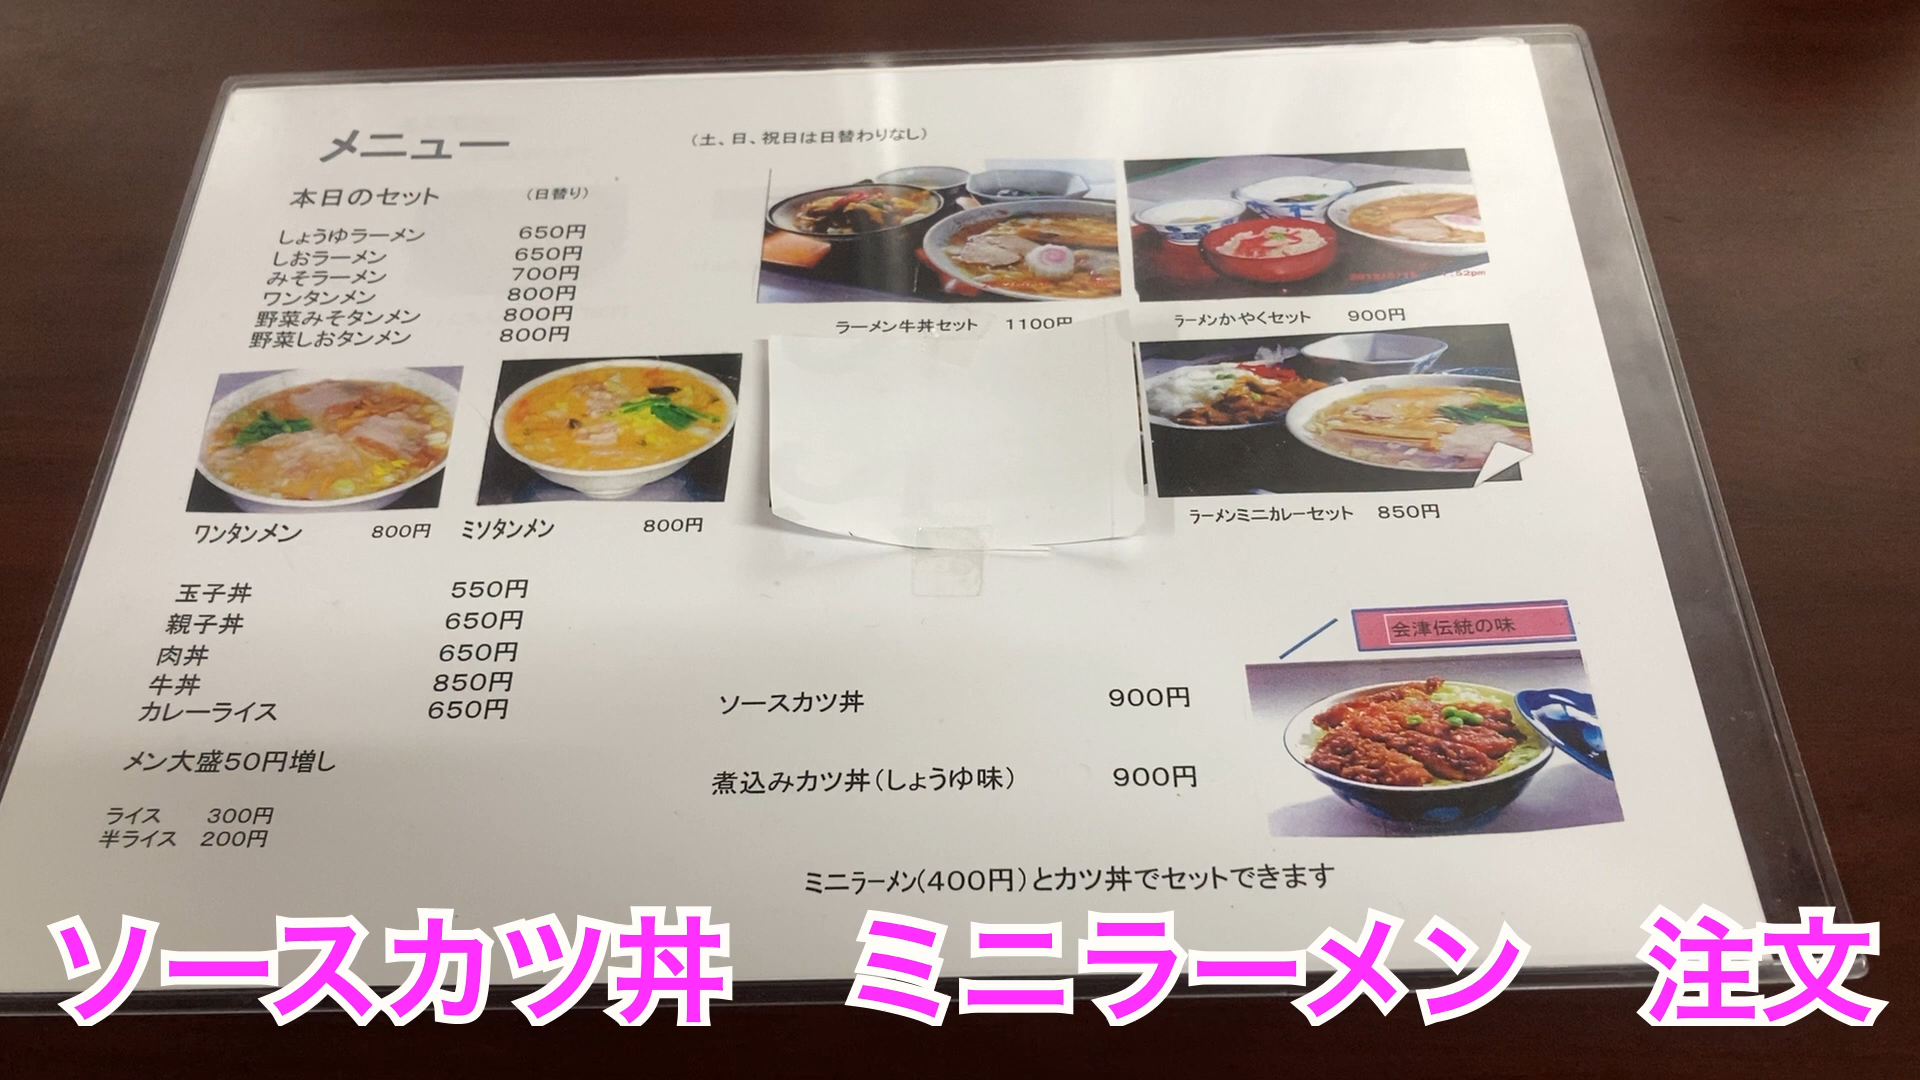 メニュー
(土、日、祝日は日替わりなし)
本日のセット (日替り)
しょうゆラーメン 650円
しおラーメン 650円
みそラーメン 700円
ワンタンメン 800円
野菜みそタンメン 800円
野菜しおタンメン 800円
ラーメン牛丼セット 1100円
ラーメンかやくセット 900円
ワンタンメン 800円
ミソタンメン 800円
ラーメンミニカレーセット 850円
玉子丼 550円
親子丼 650円
肉丼 650円
牛丼 850円
カレーライス 650円
メン大盛50円増し
ライス 300円
半ライス 200円
会津伝統の味
ソースカツ丼 900円
煮込みカツ丼(しょうゆ味) 900円
ミニラーメン(400円)とカツ丼でセットできます
ソースカツ丼 ミニラーメン 注文